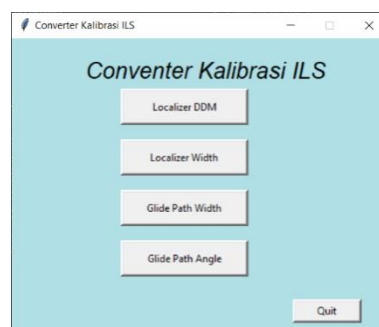 Converter Kalibrasi ILS
Conventer Kalibrasi ILS
Localizer DDM
Localizer Width
Glide Path Width
Glide Path Angle
Quit